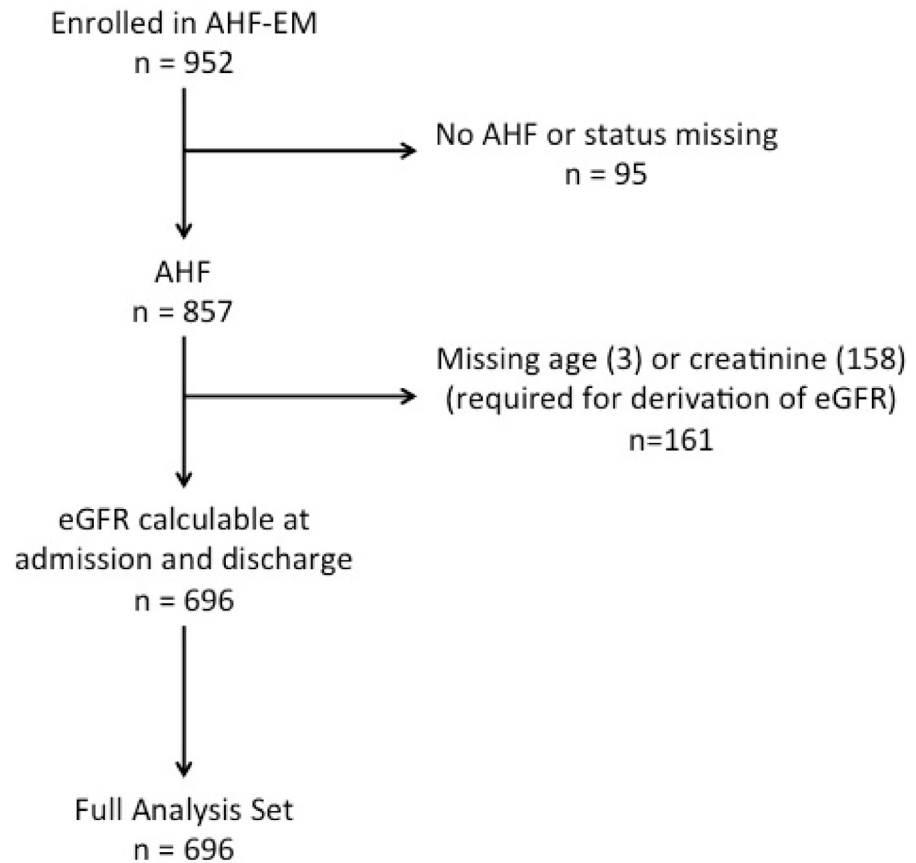 Enrolled in AHF-EM
n = 952
No AHF or status missing
n = 95
AHF
n = 857
Missing age (3) or creatinine (158)
(required for derivation of eGFR)
n=161
eGFR calculable at
admission and discharge
n = 696
Full Analysis Set
n = 696